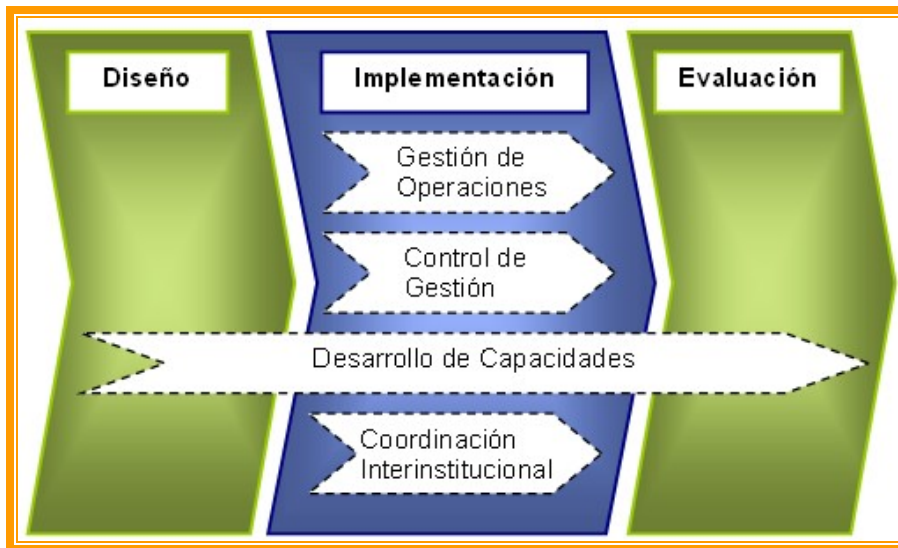 Diseño
Implementación
Evaluación
Gestión de
Operaciones
Control de
Gestión
Desarrollo de Capacidades
Coordinación
Interinstitucional